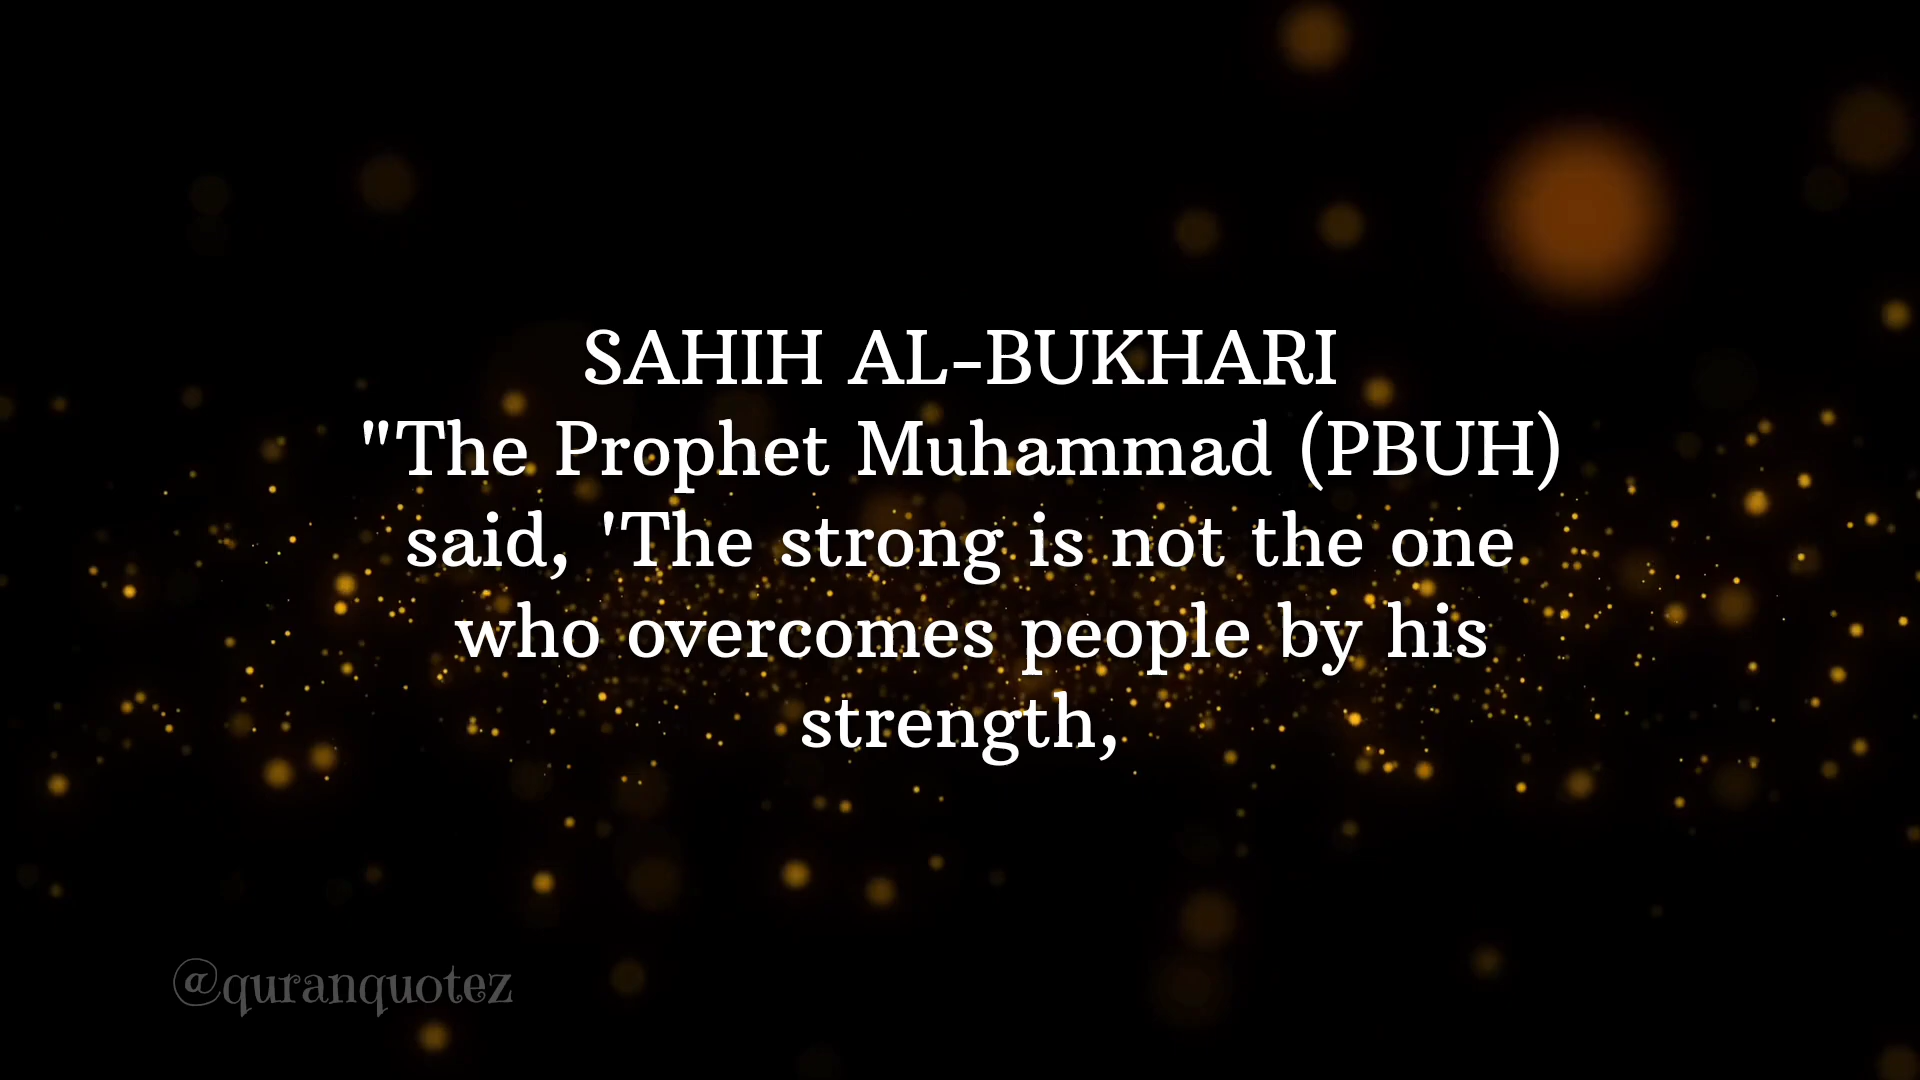 SAHIH AL-BUKHARI
"The Prophet Muhammad (PBUH)
said, 'The strong is not the one
who overcomes people by his
strength,
@quranquotez